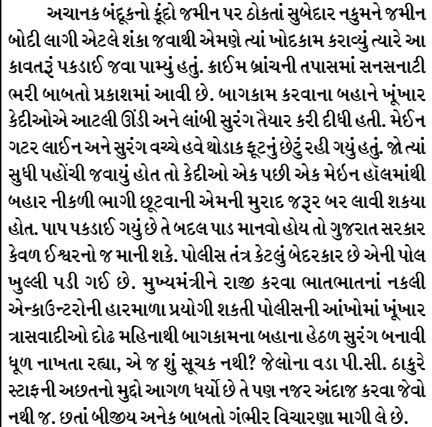 અચાનક બંદૂકનો કૂંદો જમીન પર ઠોકતાં સુબેદાર નકુમને જમીન
બોદી લાગી એટલે શંકા જવાથી એમણે ત્યાં ખોદકામ કરાવ્યું ત્યારે આ
કાવતરૂં પકડાઈ જવા પામ્યું હતું. ક્રાઈમ બ્રાંચની તપાસમાં સનસનાટી
ભરી બાબતો પ્રકાશમાં આવી છે. બાગકામ કરવાના બહાને ખૂંખાર
કેદીઓએ આટલી ઊંડી અને લાંબી સુરંગ તૈયાર કરી દીધી હતી. મેઈન
ગટર લાઈન અને સુરંગ વચ્ચે હવે થોડાક ફૂટનું છેટું રહી ગયું હતું. જો ત્યાં
સુધી પહોંચી જવાયું હોત તો કેદીઓ એક પછી એક મેઇન હૉલમાંથી
બહાર નીકળી ભાગી છૂટવાની એમની મુરાદ જરૂર બર લાવી શકયા
હોત. પાપ પકડાઈ ગયું છે તે બદલ પાડ માનવો હોય તો ગુજરાત સરકાર
કેવળ ઈશ્વરનો જ માની શકે. પોલીસ તંત્ર કેટલું બેદરકાર છે એની પોલ
ખુલ્લી પડી ગઈ છે. મુખ્યમંત્રીને રાજી કરવા ભાતભાતનાં નકલી
એન્કાઉન્ટરોની હારમાળા પ્રયોગી શકતી પોલીસની આંખોમાં ખૂંખાર
ત્રાસવાદીઓ દોઢ મહિનાથી બાગકામના બહાના હેઠળ સુરંગ બનાવી
ધૂળ નાખતા રહ્યા, એ જ શું સૂચક નથી? જેલોના વડા પી.સી. ઠાકુરે
સ્ટાફની અછતનો મુદ્દો આગળ ધર્યો છે તે પણ નજર અંદાજ કરવા જેવો
નથી જ. છતાં બીજીય અનેક બાબતો ગંભીર વિચારણા માગી લે છે.